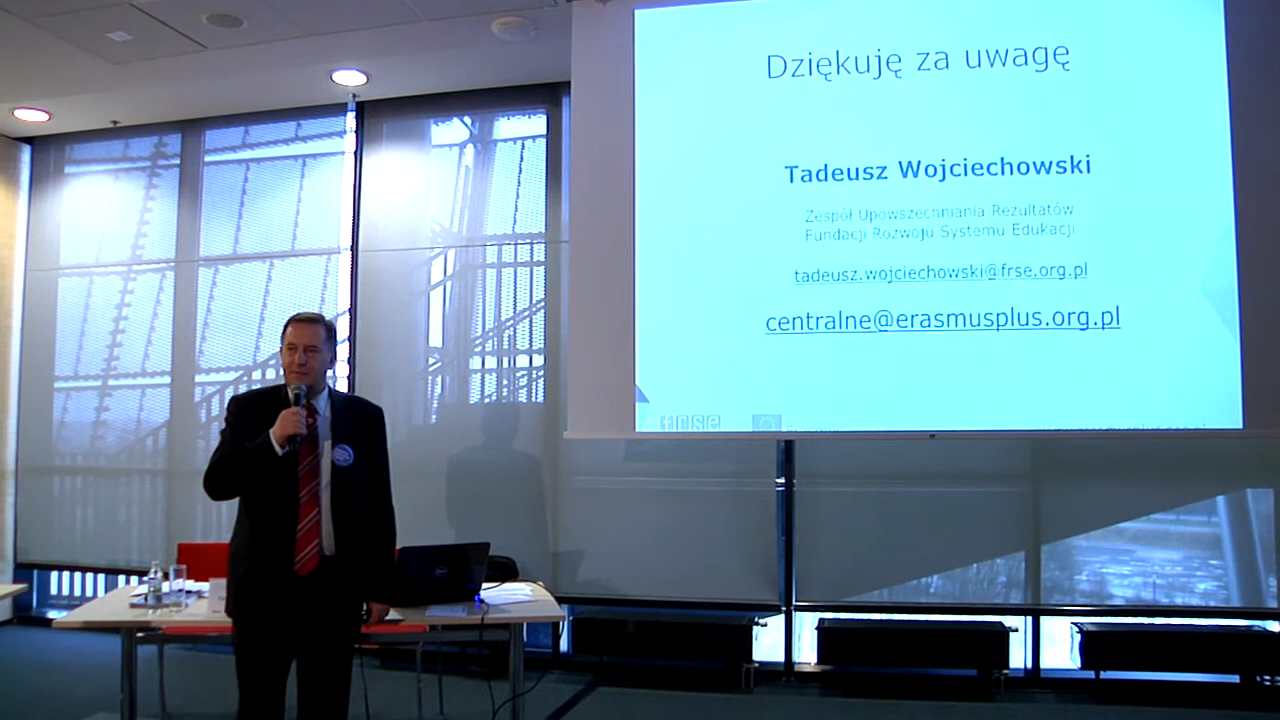 Dziękuję za uwagę
Tadeusz Wojciechowski
Zespół Upowszechniania Rezultatów
Fundacji Rozwoju Systemu Edukacji
tadeusz.wojciechowski@frse.org.pl
centralne@erasmusplus.org.pl
frse